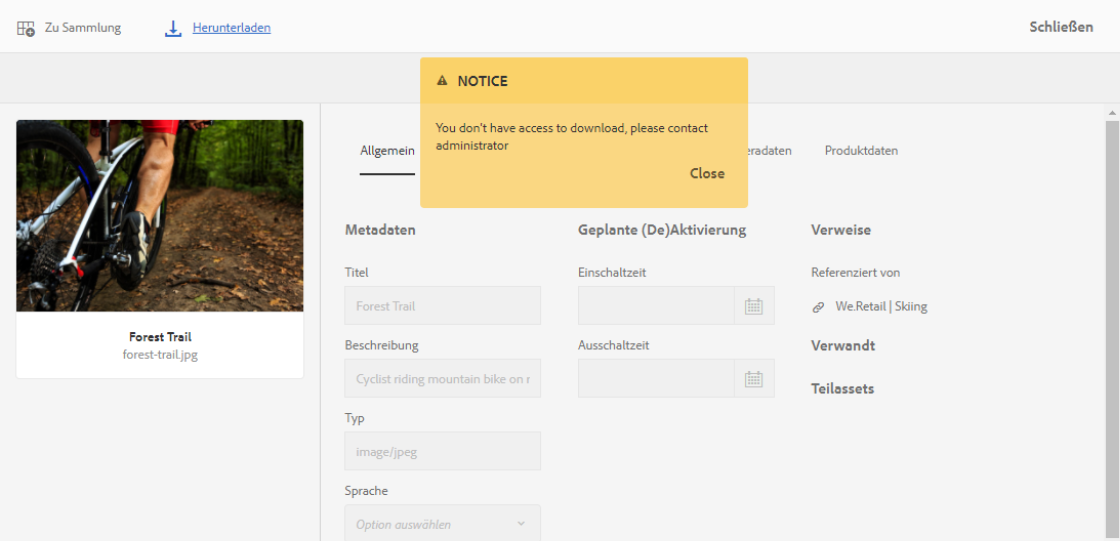 Zu Sammlung
Herunterladen
Schließen
NOTICE
You don't have access to download, please contact
administrator
Close
Allgemein
Produktdaten
Forest Trail
forest-trail.jpg
Metadaten
Titel
Forest Trail
Beschreibung
Cyclist riding mountain bike on
Typ
image/jpeg
Sprache
Option auswählen
Geplante (De)Aktivierung
Einschaltzeit
Ausschaltzeit
Verweise
Referenziert von
We.Retail | Skiing
Verwandt
Teilassets